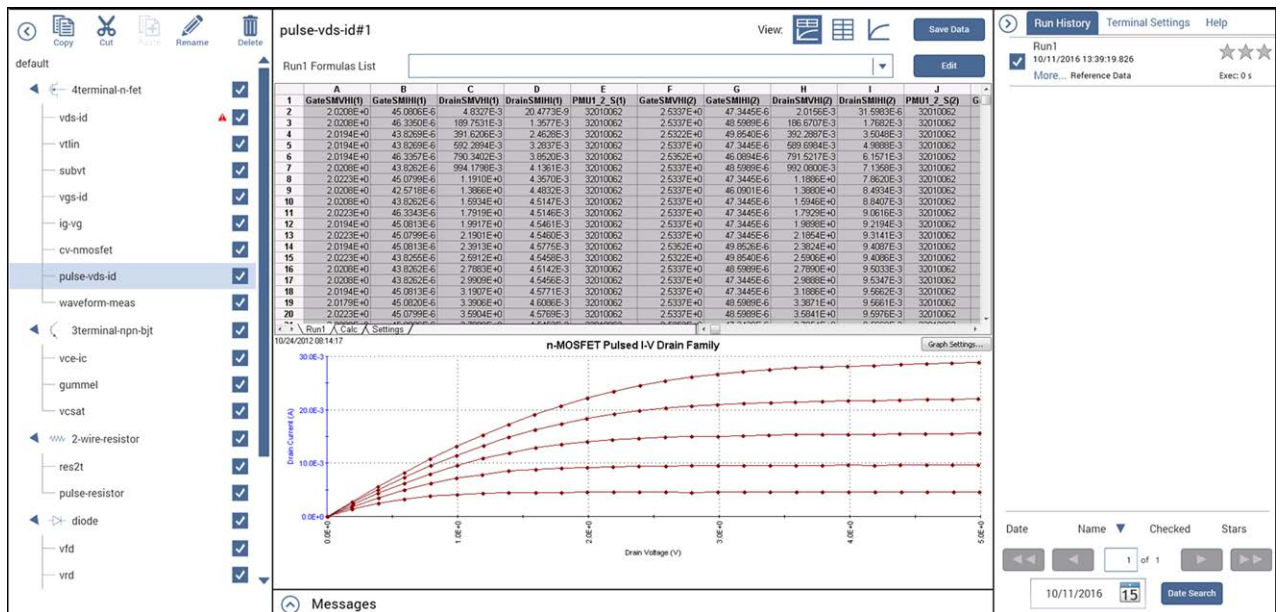 Copy Cut Paste Rename Delete
default
4terminal-n-fet
vds-id
vtlin
subvt
vgs-id
ig-vg
cv-nmosfet
pulse-vds-id
waveform-meas
3terminal-npn-bjt
vce-ic
gummel
vcsat
2-wire-resistor
res2t
pulse-resistor
diode
vfd
vrd
pulse-vds-id#1 View: Save Data
Run1 Formulas List Edit
A B C D E F G H I J
1 GateSMVHI(1) GateSMIHI(1) DrainSMVHI(1) DrainSMIHI(1) PMU1_2_S(1) GateSMVHI(2) GateSMIHI(2) DrainSMVHI(2) DrainSMIHI(2) PMU1_2_S(2) G
2 2.0208E+0 45.0806E-6 4.8327E-3 20.4773E-9 32010062 2.5337E+0 47.3445E-6 2.0156E-3 31.5983E-6 32010062
3 2.0208E+0 46.3350E-6 189.7531E-3 1.3577E-3 32010062 2.5337E+0 48.5989E-6 186.6707E-3 1.7682E-3 32010062
4 2.0194E+0 43.8269E-6 391.6206E-3 2.4628E-3 32010062 2.5322E+0 49.8540E-6 392.2887E-3 3.5048E-3 32010062
5 2.0194E+0 43.8269E-6 592.2894E-3 3.2837E-3 32010062 2.5337E+0 47.3445E-6 589.6984E-3 4.9888E-3 32010062
6 2.0194E+0 46.3357E-6 790.3402E-3 3.8520E-3 32010062 2.5352E+0 46.0894E-6 791.5217E-3 6.1571E-3 32010062
7 2.0208E+0 43.8262E-6 994.1798E-3 4.1361E-3 32010062 2.5337E+0 48.5989E-6 992.0800E-3 7.1358E-3 32010062
8 2.0223E+0 45.0799E-6 1.1910E+0 4.3570E-3 32010062 2.5337E+0 47.3445E-6 1.1886E+0 7.8620E-3 32010062
9 2.0208E+0 42.5718E-6 1.3866E+0 4.4832E-3 32010062 2.5337E+0 46.0901E-6 1.3880E+0 8.4934E-3 32010062
10 2.0208E+0 43.8262E-6 1.5934E+0 4.5147E-3 32010062 2.5337E+0 47.3445E-6 1.5946E+0 8.8407E-3 32010062
11 2.0223E+0 46.3343E-6 1.7919E+0 4.5146E-3 32010062 2.5337E+0 47.3445E-6 1.7929E+0 9.0616E-3 32010062
12 2.0194E+0 45.0813E-6 1.9917E+0 4.5461E-3 32010062 2.5337E+0 47.3445E-6 1.9898E+0 9.2194E-3 32010062
13 2.0223E+0 45.0799E-6 2.1901E+0 4.5460E-3 32010062 2.5337E+0 47.3445E-6 2.1854E+0 9.3141E-3 32010062
14 2.0194E+0 45.0813E-6 2.3913E+0 4.5775E-3 32010062 2.5352E+0 49.8526E-6 2.3824E+0 9.4087E-3 32010062
15 2.0223E+0 43.8255E-6 2.5912E+0 4.5458E-3 32010062 2.5322E+0 49.8540E-6 2.5906E+0 9.4086E-3 32010062
16 2.0208E+0 43.8262E-6 2.7883E+0 4.5142E-3 32010062 2.5337E+0 48.5989E-6 2.7890E+0 9.5033E-3 32010062
17 2.0208E+0 43.8262E-6 2.9909E+0 4.5456E-3 32010062 2.5337E+0 47.3445E-6 2.9888E+0 9.5347E-3 32010062
18 2.0194E+0 45.0813E-6 3.1907E+0 4.5771E-3 32010062 2.5337E+0 47.3445E-6 3.1886E+0 9.5662E-3 32010062
19 2.0179E+0 45.0820E-6 3.3906E+0 4.6086E-3 32010062 2.5337E+0 48.5989E-6 3.3871E+0 9.5661E-3 32010062
20 2.0223E+0 45.0799E-6 3.5904E+0 4.5769E-3 32010062 2.5337E+0 47.3445E-6 3.5841E+0 9.5976E-3 32010062
Run1 Calc Settings
10/24/2012 08:14:17 n-MOSFET Pulsed I-V Drain Family Graph Settings...
30.0E-3
20.0E-3
10.0E-3
0.0E+0
Drain Current (A)
0.0E+0 1.0E+0 2.0E+0 3.0E+0 4.0E+0 5.0E+0
Drain Voltage (V)
Messages
Run History Terminal Settings Help
Run1
10/11/2016 13:39:19.826
More... Reference Data Exec: 0 s
Date Name Checked Stars
1 of 1
10/11/2016 15 Date Search